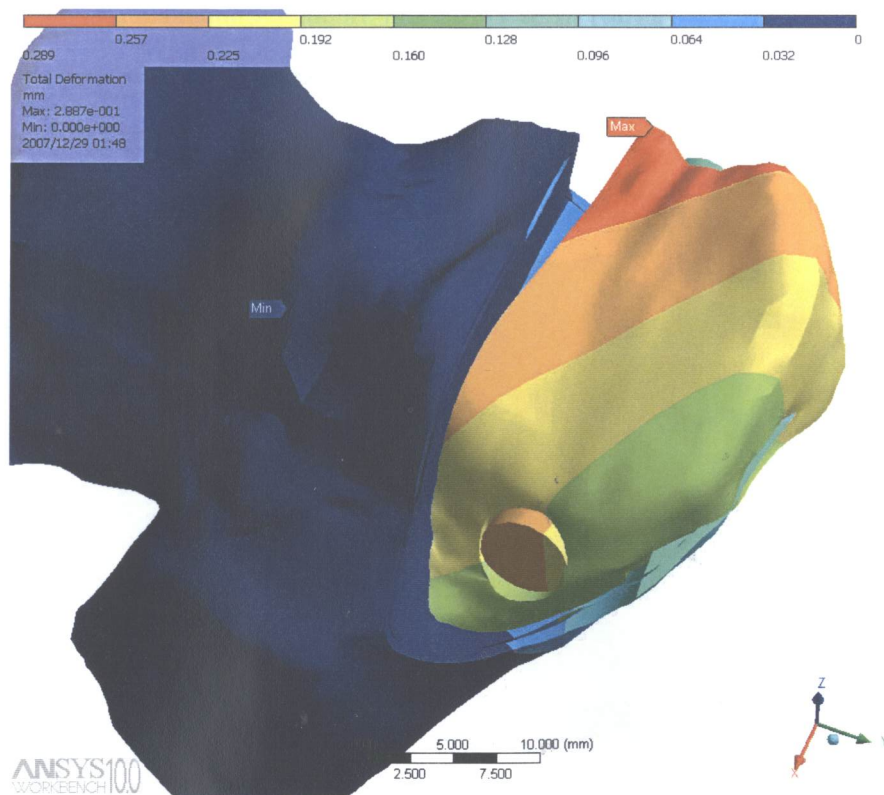 0.289 0.257 0.225 0.192 0.160 0.128 0.096 0.064 0.032 0
Total Deformation
mm
Max: 2.887e-001
Min: 0.000e+000
2007/12/29 01:48
Max
Min
Z
Y
X
5.000 10.000 (mm)
2.500 7.500
ANSYS 10.0
WORKBENCH